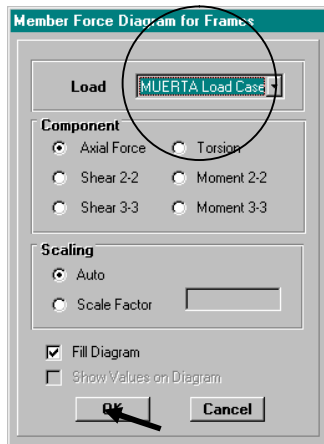 Member Force Diagram for Frames
Load MUERTA Load Case
Component
Axial Force Torsion
Shear 2-2 Moment 2-2
Shear 3-3 Moment 3-3
Scaling
Auto
Scale Factor
Fill Diagram
Show Values on Diagram
OK Cancel